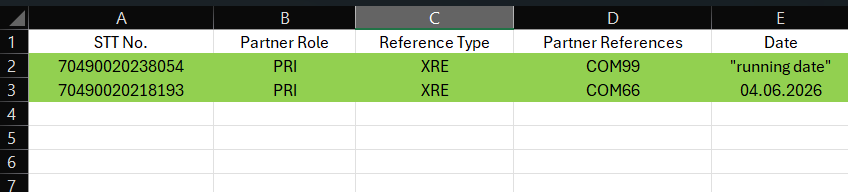 A B C D E
1 STT No. Partner Role Reference Type Partner References Date
2 70490020238054 PRI XRE COM99 "running date"
3 70490020218193 PRI XRE COM66 04.06.2026
4
5
6
7